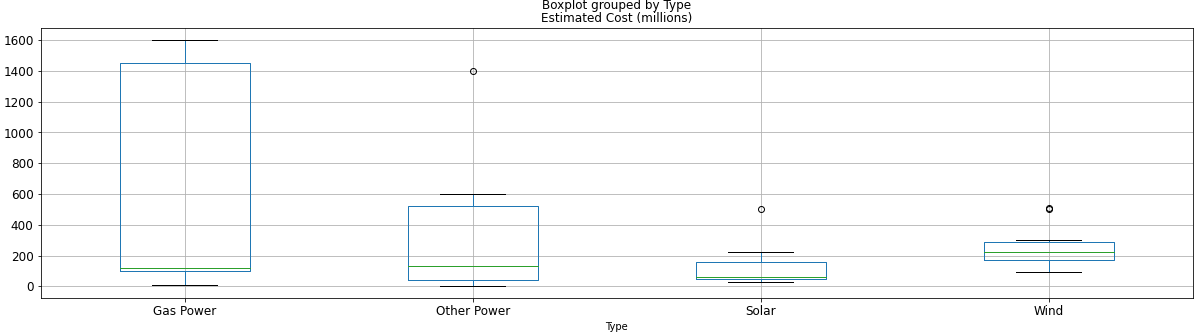 Boxplot grouped by Type
Estimated Cost (millions)
1600
1400
1200
1000
800
600
400
200
0
Gas Power Other Power Solar Wind
Type